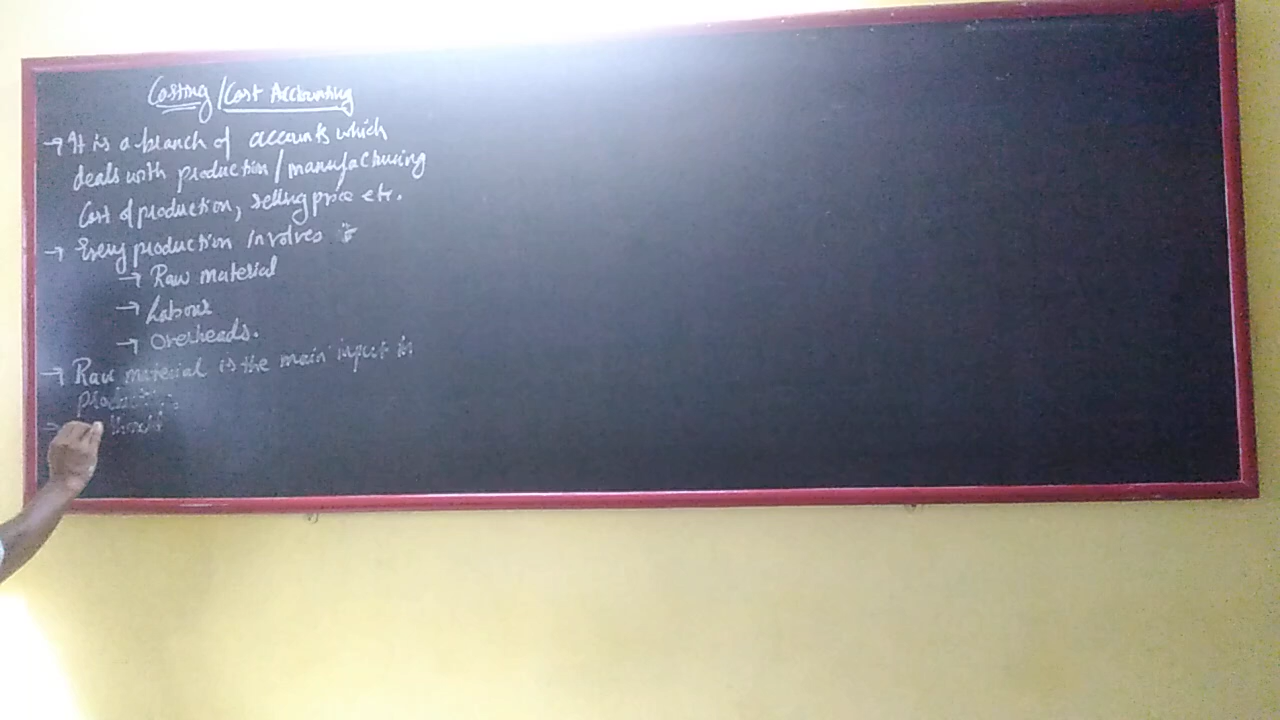 Costing / Cost Accounting
→ It is a branch of accounts which
deals with production / manufacturing
Cost of production, selling price etc.
→ Every production involves :-
→ Raw material
→ Labour
→ Overheads.
→ Raw material is the main input in